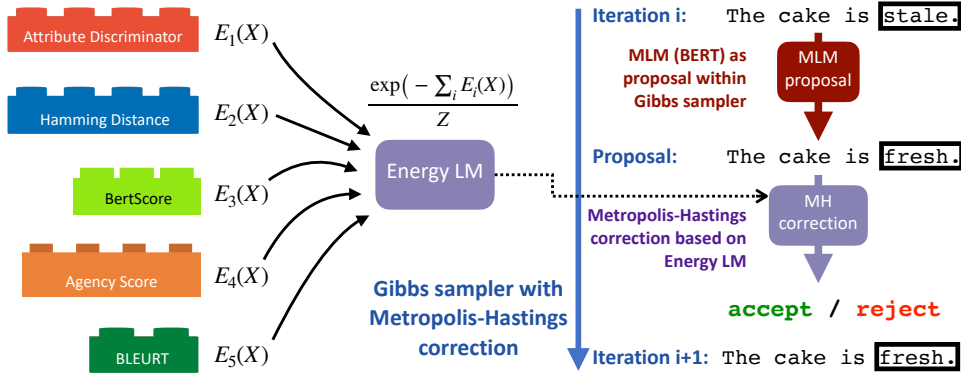 Attribute Discriminator
E₁(X)
Hamming Distance
E₂(X)
BertScore
E₃(X)
Agency Score
E₄(X)
BLEURT
E₅(X)
exp(−∑ᵢ Eᵢ(X))
Z
Energy LM
Gibbs sampler with
Metropolis-Hastings
correction
Iteration i: The cake is stale.
MLM (BERT) as
proposal within
Gibbs sampler
MLM
proposal
Proposal: The cake is fresh.
Metropolis-Hastings
correction based on
Energy LM
MH
correction
accept / reject
Iteration i+1: The cake is fresh.